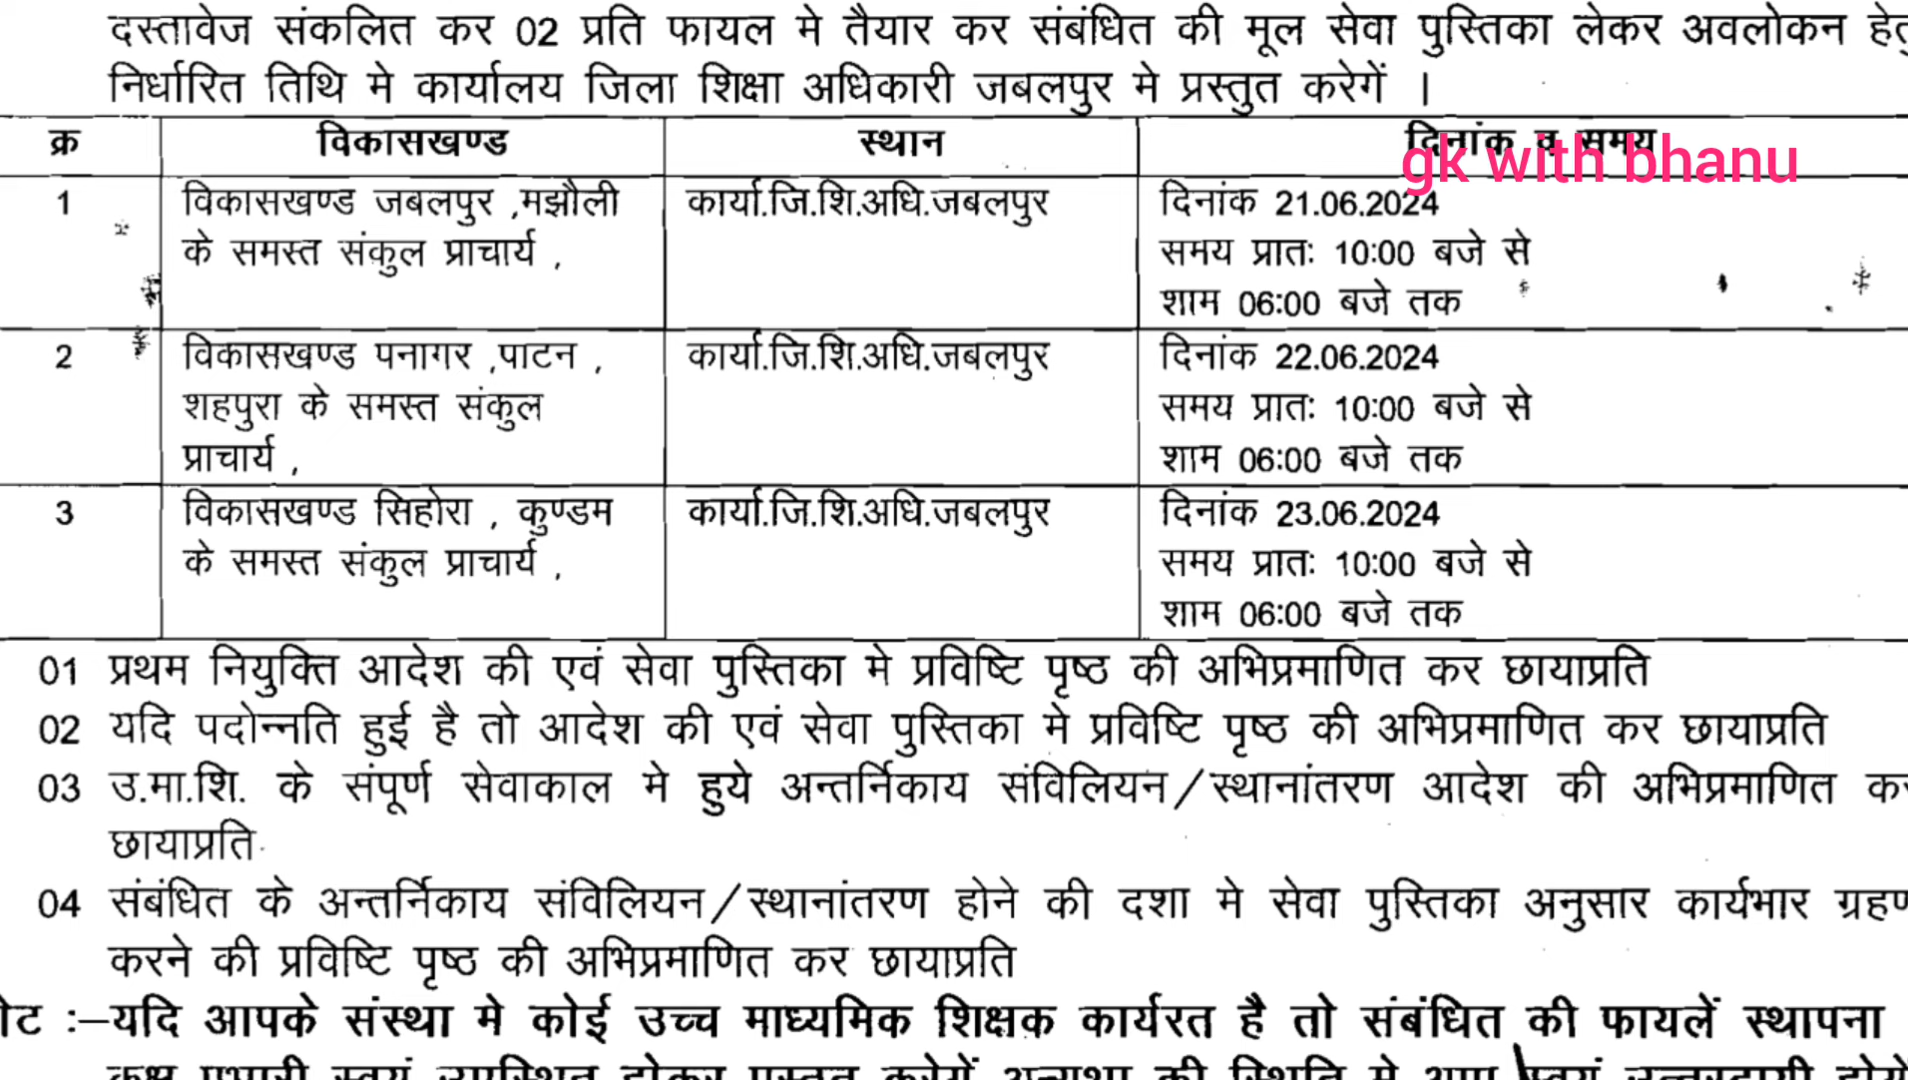 दस्तावेज संकलित कर 02 प्रति फायल मे तैयार कर संबंधित की मूल सेवा पुस्तिका लेकर अवलोकन हेतु
निर्धारित तिथि मे कार्यालय जिला शिक्षा अधिकारी जबलपुर मे प्रस्तुत करेगें ।
क्र विकासखण्ड स्थान दिनांक व समय
gk with bhanu
1 विकासखण्ड जबलपुर ,मझौली कार्या.जि.शि.अधि.जबलपुर दिनांक 21.06.2024
के समस्त संकुल प्राचार्य , समय प्रातः 10:00 बजे से
शाम 06:00 बजे तक
2 विकासखण्ड पनागर ,पाटन , कार्या.जि.शि.अधि.जबलपुर दिनांक 22.06.2024
शहपुरा के समस्त संकुल समय प्रातः 10:00 बजे से
प्राचार्य , शाम 06:00 बजे तक
3 विकासखण्ड सिहोरा , कुण्डम कार्या.जि.शि.अधि.जबलपुर दिनांक 23.06.2024
के समस्त संकुल प्राचार्य , समय प्रातः 10:00 बजे से
शाम 06:00 बजे तक
01 प्रथम नियुक्ति आदेश की एवं सेवा पुस्तिका मे प्रविष्टि पृष्ठ की अभिप्रमाणित कर छायाप्रति
02 यदि पदोन्नति हुई है तो आदेश की एवं सेवा पुस्तिका मे प्रविष्टि पृष्ठ की अभिप्रमाणित कर छायाप्रति
03 उ.मा.शि. के संपूर्ण सेवाकाल मे हुये अन्तर्निकाय संविलियन/स्थानांतरण आदेश की अभिप्रमाणित कर
छायाप्रति
04 संबंधित के अन्तर्निकाय संविलियन/स्थानांतरण होने की दशा मे सेवा पुस्तिका अनुसार कार्यभार ग्रहण
करने की प्रविष्टि पृष्ठ की अभिप्रमाणित कर छायाप्रति
नोट :–यदि आपके संस्था मे कोई उच्च माध्यमिक शिक्षक कार्यरत है तो संबंधित की फायलें स्थापना